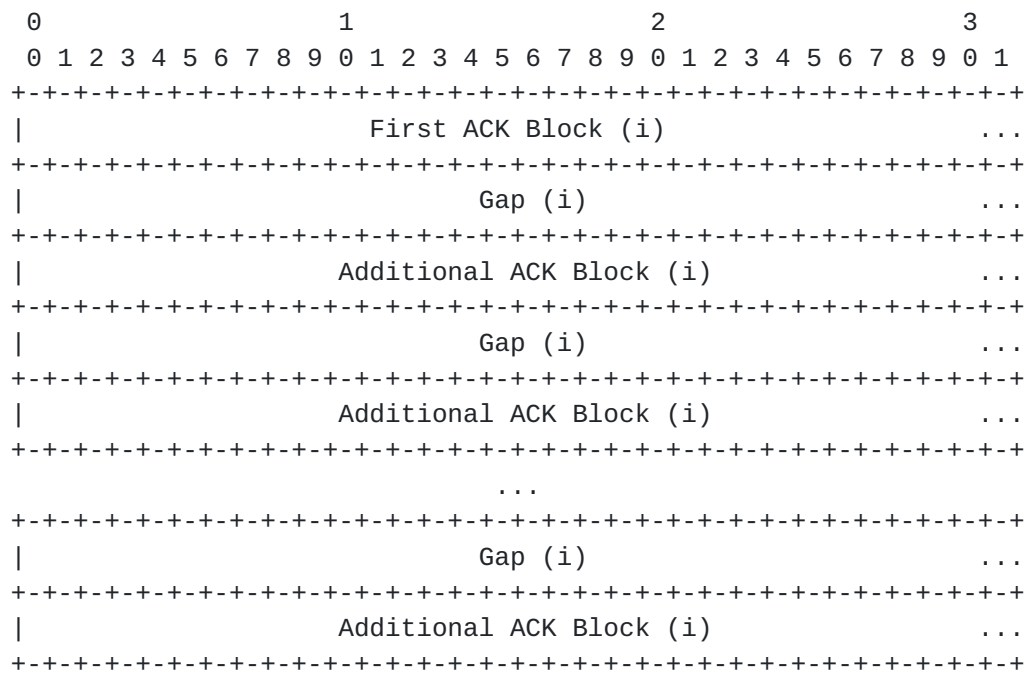 0                   1                   2                   3
 0 1 2 3 4 5 6 7 8 9 0 1 2 3 4 5 6 7 8 9 0 1 2 3 4 5 6 7 8 9 0 1
+-+-+-+-+-+-+-+-+-+-+-+-+-+-+-+-+-+-+-+-+-+-+-+-+-+-+-+-+-+-+-+-+
|                      First ACK Block (i)                    ...
+-+-+-+-+-+-+-+-+-+-+-+-+-+-+-+-+-+-+-+-+-+-+-+-+-+-+-+-+-+-+-+-+
|                             Gap (i)                         ...
+-+-+-+-+-+-+-+-+-+-+-+-+-+-+-+-+-+-+-+-+-+-+-+-+-+-+-+-+-+-+-+-+
|                    Additional ACK Block (i)                 ...
+-+-+-+-+-+-+-+-+-+-+-+-+-+-+-+-+-+-+-+-+-+-+-+-+-+-+-+-+-+-+-+-+
|                             Gap (i)                         ...
+-+-+-+-+-+-+-+-+-+-+-+-+-+-+-+-+-+-+-+-+-+-+-+-+-+-+-+-+-+-+-+-+
|                    Additional ACK Block (i)                 ...
+-+-+-+-+-+-+-+-+-+-+-+-+-+-+-+-+-+-+-+-+-+-+-+-+-+-+-+-+-+-+-+-+
                               ...
+-+-+-+-+-+-+-+-+-+-+-+-+-+-+-+-+-+-+-+-+-+-+-+-+-+-+-+-+-+-+-+-+
|                             Gap (i)                         ...
+-+-+-+-+-+-+-+-+-+-+-+-+-+-+-+-+-+-+-+-+-+-+-+-+-+-+-+-+-+-+-+-+
|                    Additional ACK Block (i)                 ...
+-+-+-+-+-+-+-+-+-+-+-+-+-+-+-+-+-+-+-+-+-+-+-+-+-+-+-+-+-+-+-+-+